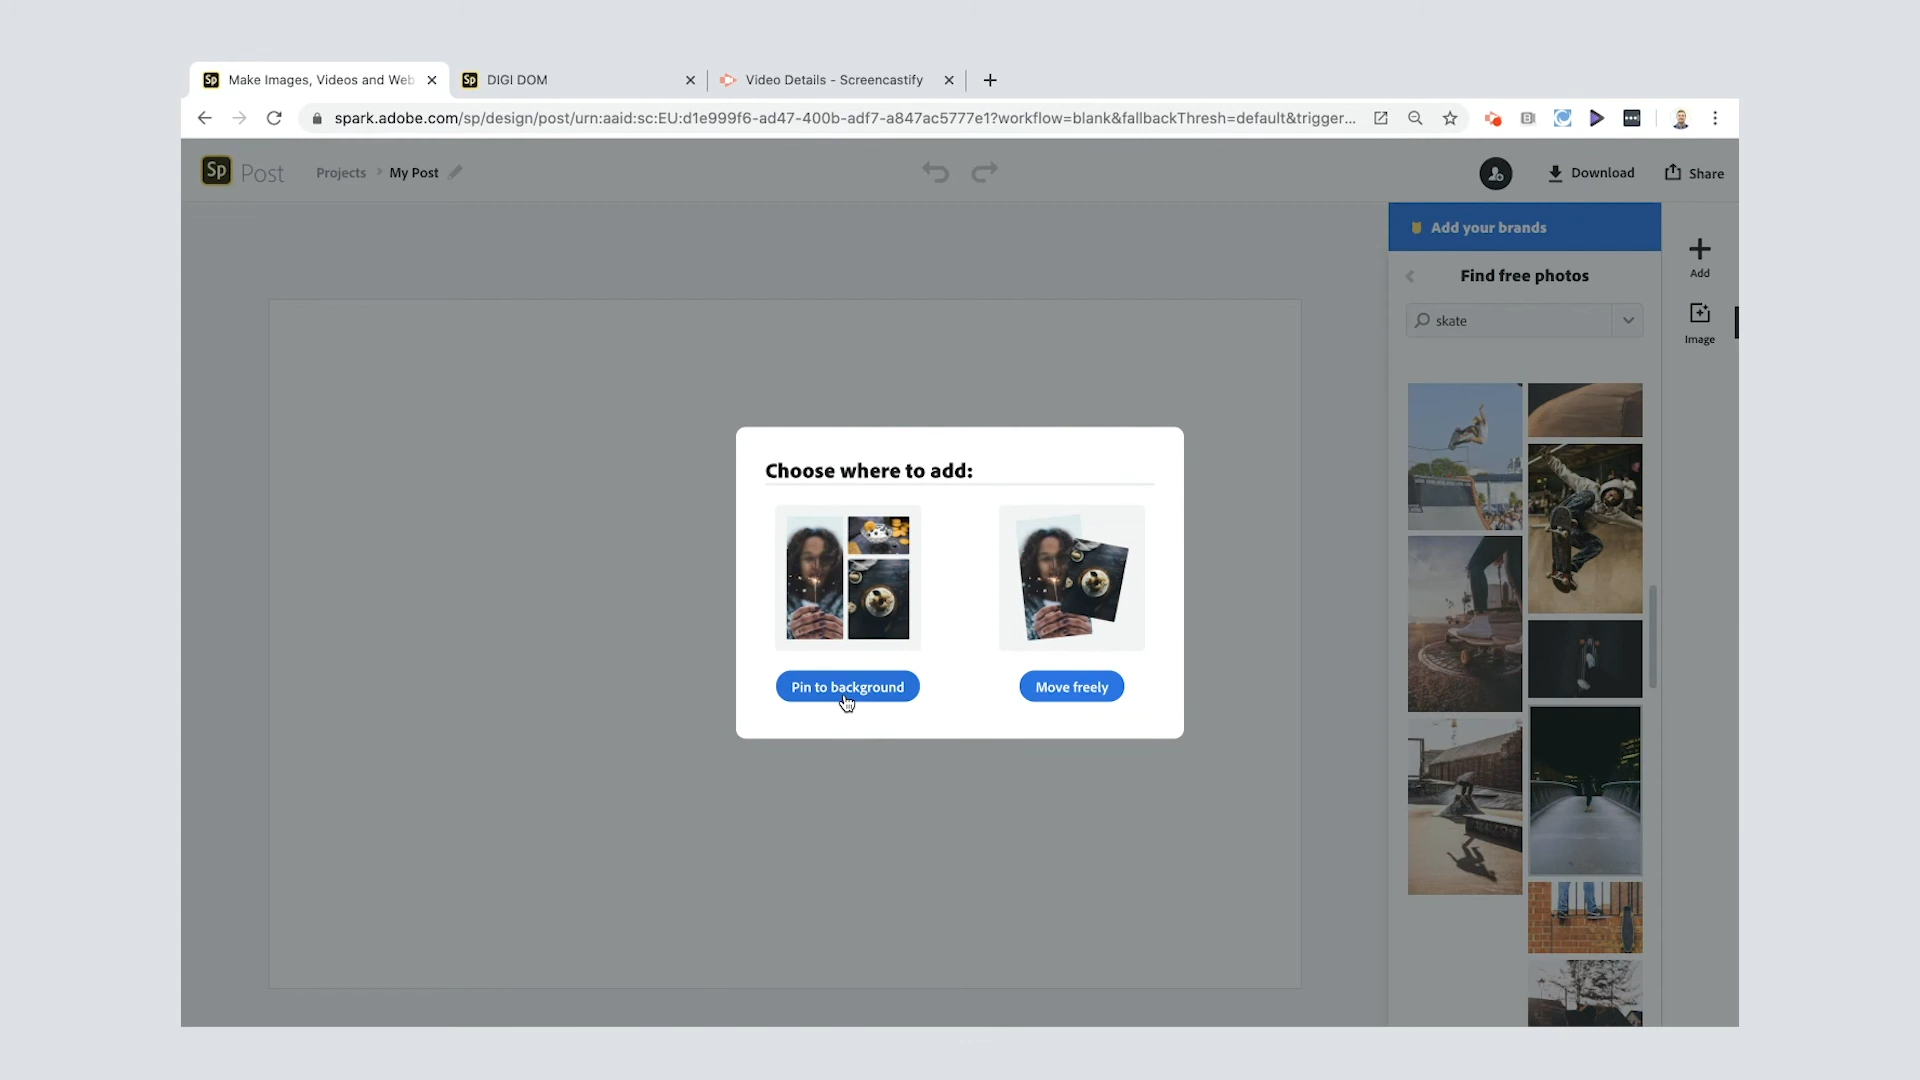 Sp Make Images, Videos and Web
Sp DIGI DOM
Video Details - Screencastify
spark.adobe.com/sp/design/post/urn:aaid:sc:EU:d1e999f6-ad47-400b-adf7-a847ac5777e1?workflow=blank&fallbackThresh=default&trigger...
Sp Post
Projects > My Post
Download
Share
Add your brands
Find free photos
skate
Add
Image
Choose where to add:
Pin to background
Move freely